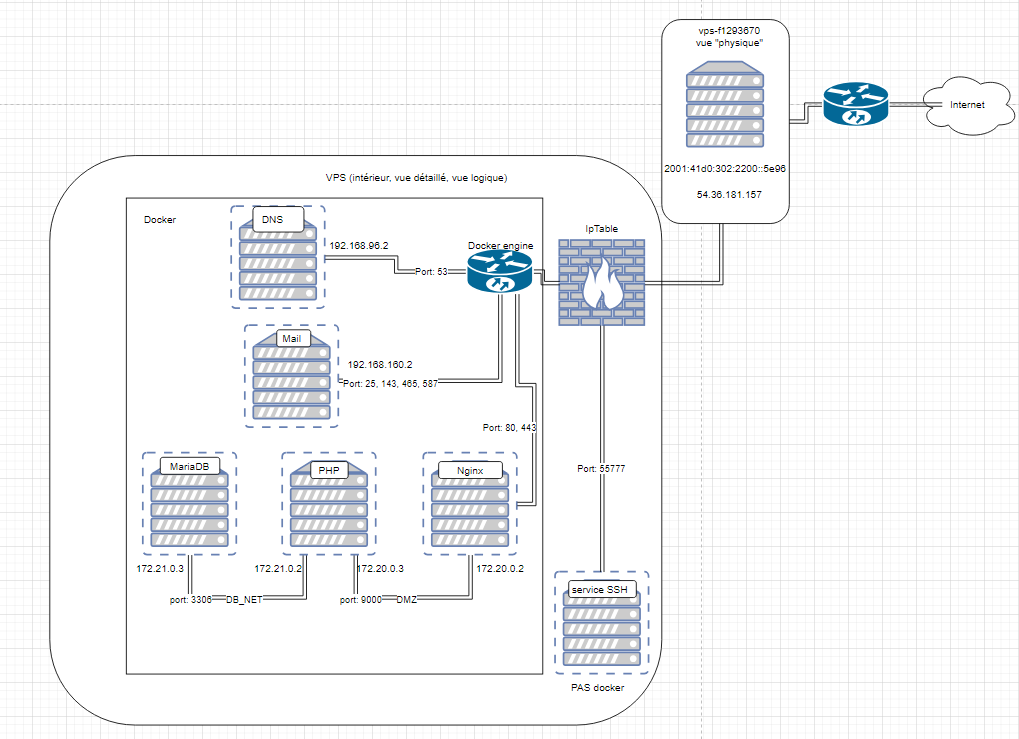 vps-f1293670
vue "physique"
Internet
2001:41d0:302:2200::5e96
54.36.181.157
VPS (intérieur, vue détaillé, vue logique)
Docker
DNS
192.168.96.2
Port: 53
Docker engine
IpTable
Mail
192.168.160.2
Port: 25, 143, 465, 587
Port: 80, 443
MariaDB
PHP
Nginx
Port: 55777
172.21.0.3
172.21.0.2
172.20.0.3
172.20.0.2
port: 3306
DB_NET
port: 9000
DMZ
service SSH
PAS docker